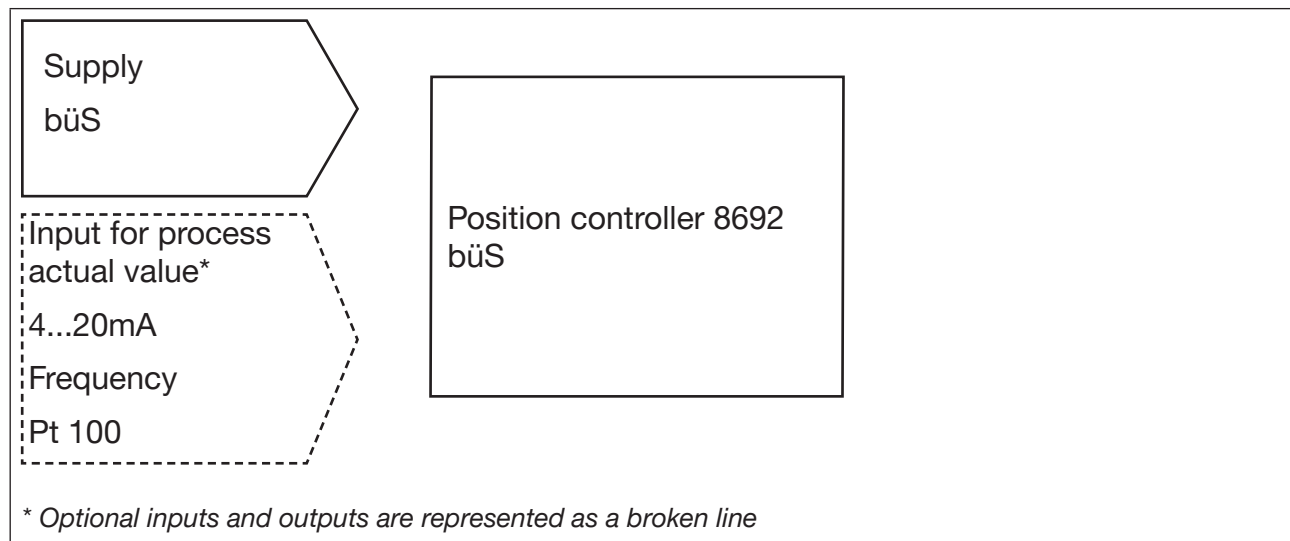 Supply
büS
Input for process
actual value*
4...20mA
Frequency
Pt 100
Position controller 8692
büS
* Optional inputs and outputs are represented as a broken line